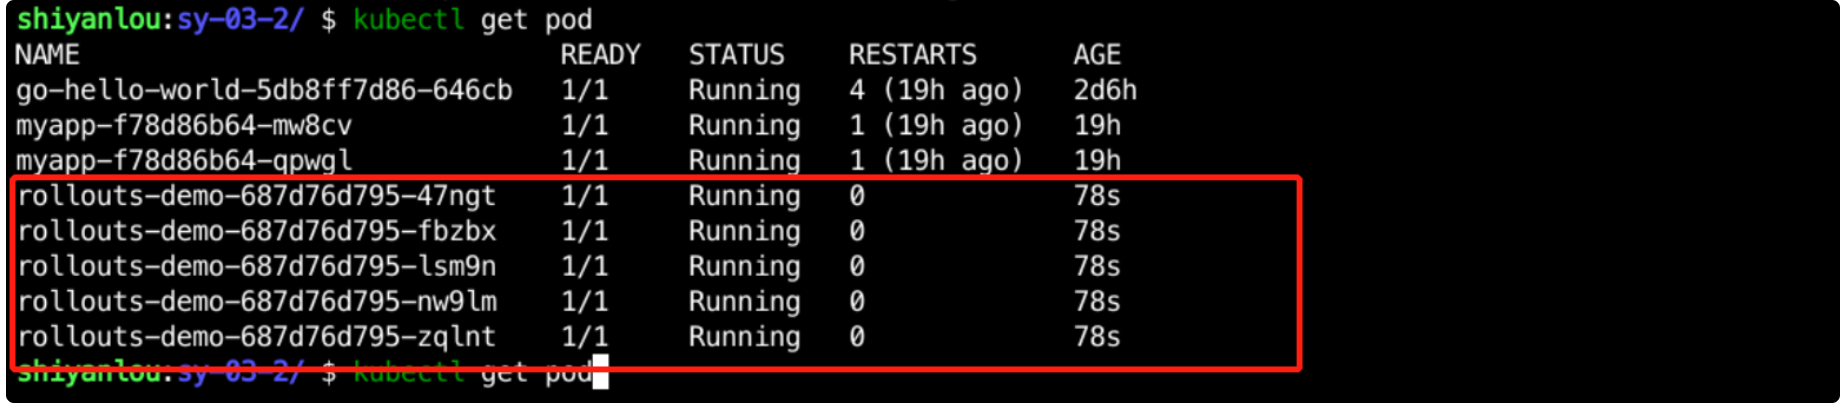 shiyanlou:sy-03-2/ $ kubectl get pod
NAME READY STATUS RESTARTS AGE
go-hello-world-5db8ff7d86-646cb 1/1 Running 4 (19h ago) 2d6h
myapp-f78d86b64-mw8cv 1/1 Running 1 (19h ago) 19h
myapp-f78d86b64-qpwgl 1/1 Running 1 (19h ago) 19h
rollouts-demo-687d76d795-47ngt 1/1 Running 0 78s
rollouts-demo-687d76d795-fbzbx 1/1 Running 0 78s
rollouts-demo-687d76d795-lsm9n 1/1 Running 0 78s
rollouts-demo-687d76d795-nw9lm 1/1 Running 0 78s
rollouts-demo-687d76d795-zqlnt 1/1 Running 0 78s
shiyanlou:sy-03-2/ $ kubectl get pod